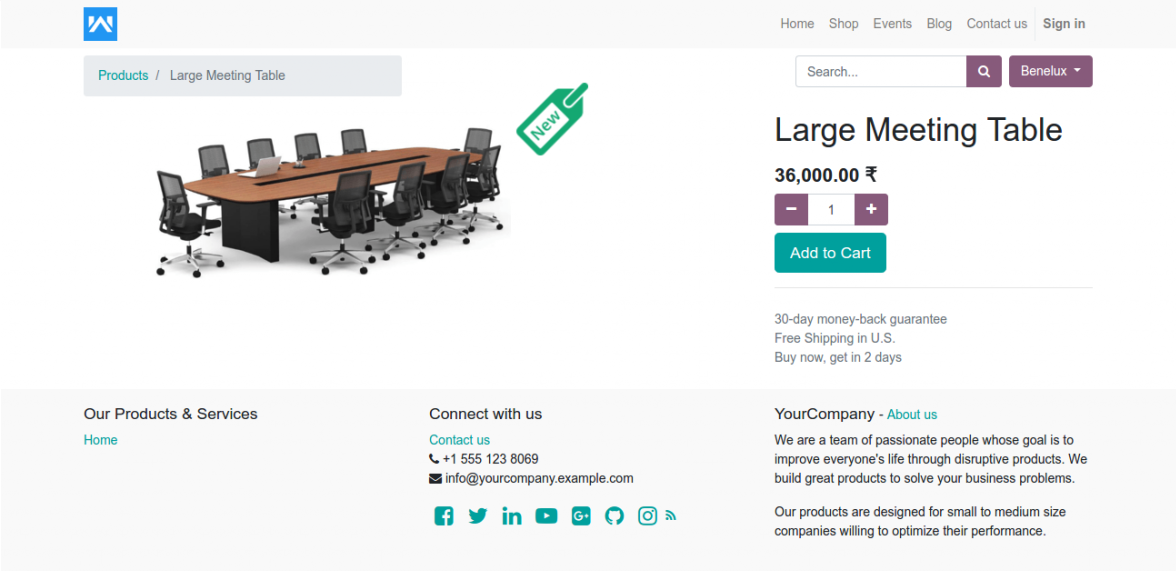 Home Shop Events Blog Contact us Sign in
Products / Large Meeting Table
Search...
Benelux
New
Large Meeting Table
36,000.00 ₹
1
Add to Cart
30-day money-back guarantee
Free Shipping in U.S.
Buy now, get in 2 days
Our Products & Services
Home
Connect with us
Contact us
+1 555 123 8069
info@yourcompany.example.com
YourCompany - About us
We are a team of passionate people whose goal is to
improve everyone's life through disruptive products. We
build great products to solve your business problems.
Our products are designed for small to medium size
companies willing to optimize their performance.